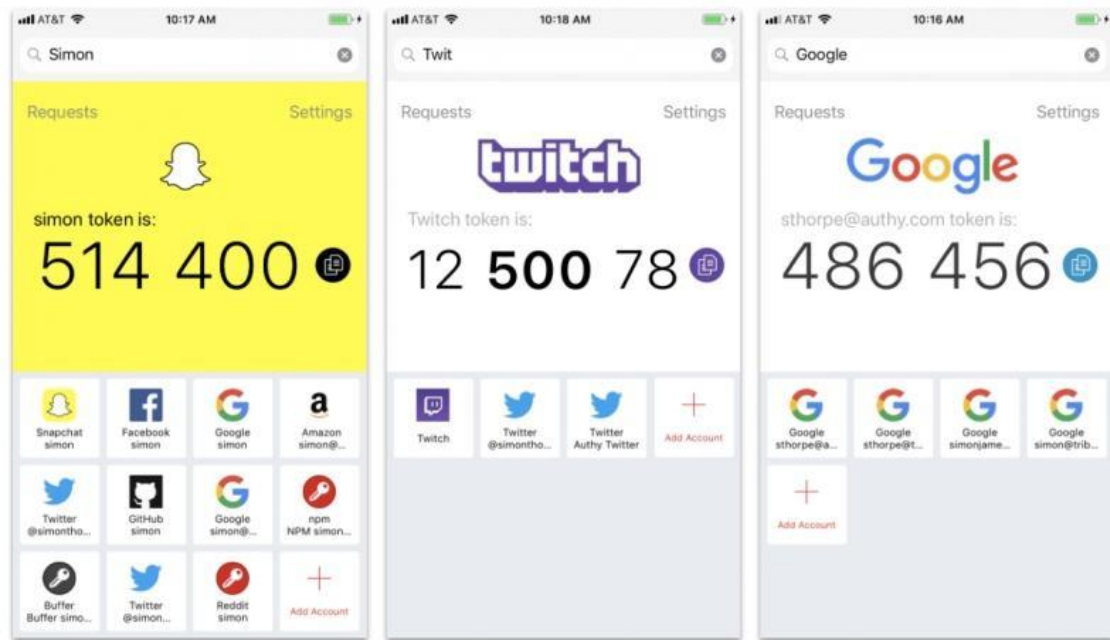 AT&T 10:17 AM
Simon
Requests Settings
simon token is:
514 400
Snapchat
simon
Facebook
simon
Google
simon
Amazon
simon@...
Twitter
@simontho...
GitHub
simon
Google
simon@...
npm
NPM simon...
Buffer
Buffer simo...
Twitter
@simon...
Reddit
simon
Add Account
AT&T 10:18 AM
Twit
Requests Settings
twitch
Twitch token is:
12 500 78
Twitch
Twitter
@simontho...
Twitter
Authy Twitter
Add Account
AT&T 10:16 AM
Google
Requests Settings
Google
sthorpe@authy.com token is:
486 456
Google
sthorpe@a...
Google
sthorpe@t...
Google
simonjame...
Google
simon@trib...
Add Account